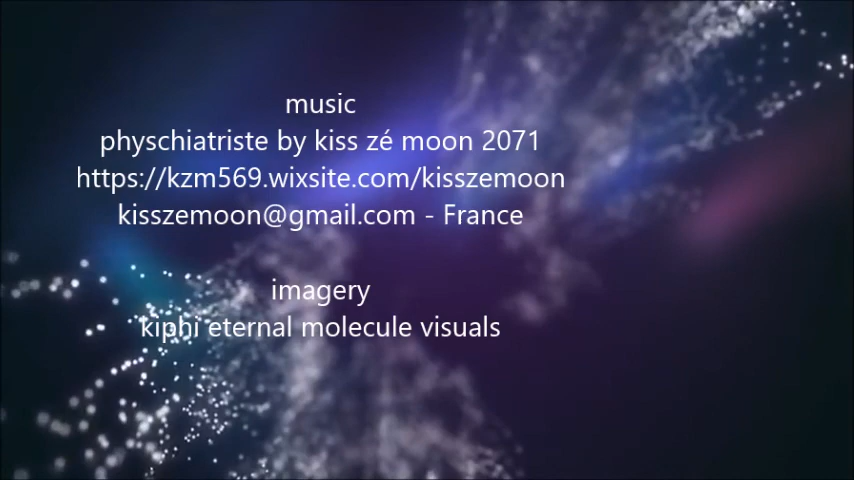 music
physchiatriste by kiss zé moon 2071
https://kzm569.wixsite.com/kisszemoon
kisszemoon@gmail.com - France
imagery
kiphi eternal molecule visuals